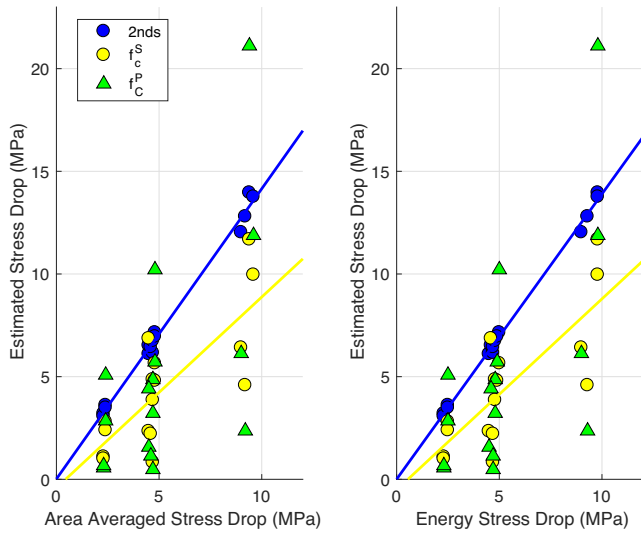 2nds
f_c^S
f_C^P
Estimated Stress Drop (MPa)
20
15
10
5
0
0 5 10
Area Averaged Stress Drop (MPa)
Estimated Stress Drop (MPa)
20
15
10
5
0
0 5 10
Energy Stress Drop (MPa)